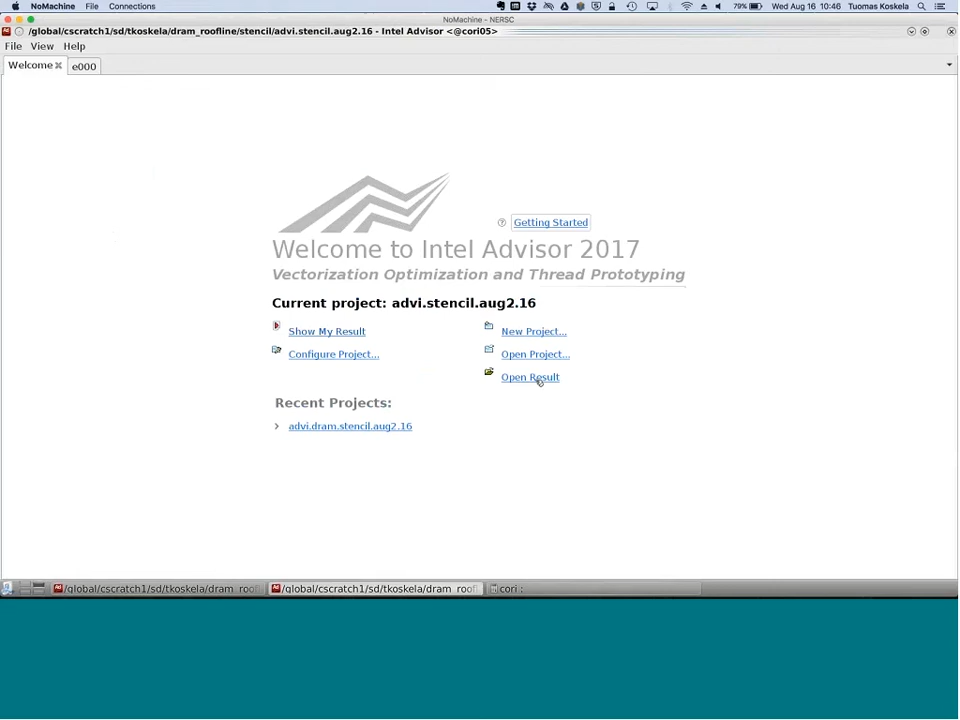 NoMachine File Connections 79% Wed Aug 16 10:46 Tuomas Koskela
NoMachine - NERSC
/global/cscratch1/sd/tkoskela/dram_roofline/stencil/advi.stencil.aug2.16 - Intel Advisor <@cori05>
File View Help
Welcome e000
Getting Started
Welcome to Intel Advisor 2017
Vectorization Optimization and Thread Prototyping
Current project: advi.stencil.aug2.16
Show My Result New Project...
Configure Project... Open Project...
Open Result
Recent Projects:
advi.dram.stencil.aug2.16
/global/cscratch1/sd/tkoskela/dram_roof /global/cscratch1/sd/tkoskela/dram_roof cori :